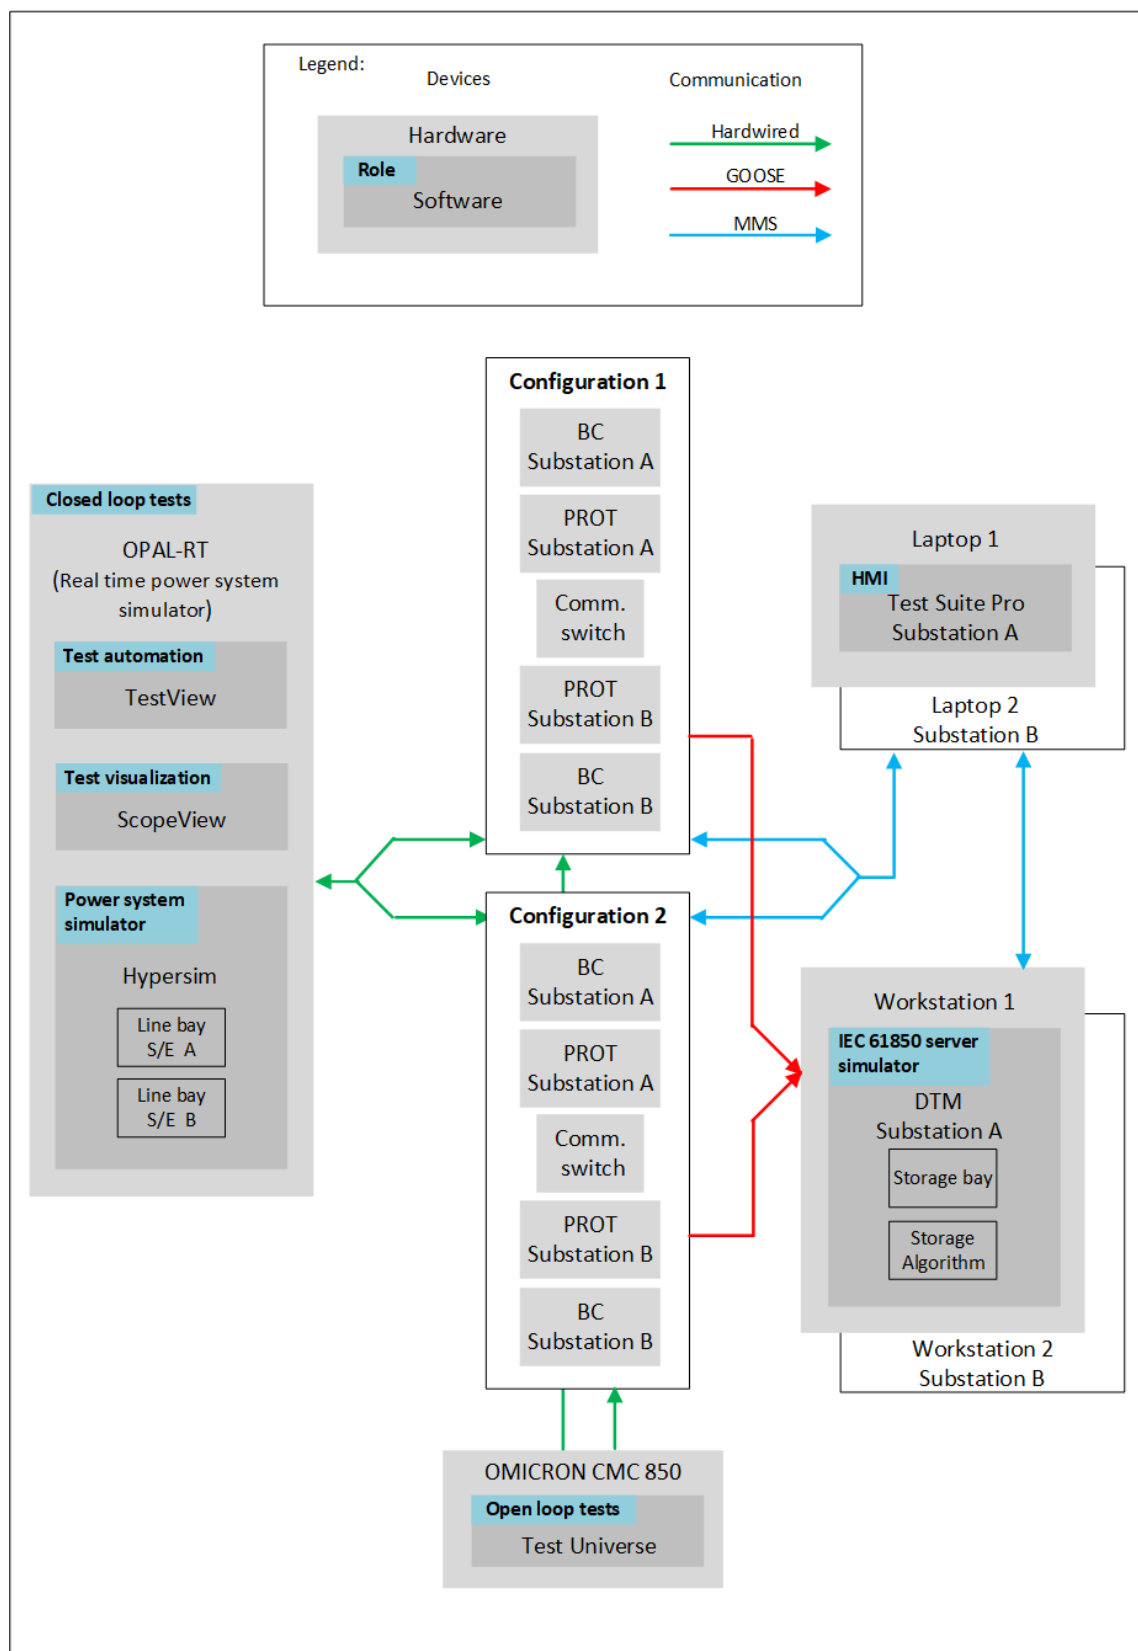 Legend:
Devices
Communication
Hardware
Role
Software
Hardwired
GOOSE
MMS
Configuration 1
BC
Substation A
PROT
Substation A
Comm.
switch
PROT
Substation B
BC
Substation B
Closed loop tests
OPAL-RT
(Real time power system
simulator)
Test automation
TestView
Test visualization
ScopeView
Power system
simulator
Hypersim
Line bay
S/E A
Line bay
S/E B
Laptop 1
HMI
Test Suite Pro
Substation A
Laptop 2
Substation B
Configuration 2
BC
Substation A
PROT
Substation A
Comm.
switch
PROT
Substation B
BC
Substation B
Workstation 1
IEC 61850 server
simulator
DTM
Substation A
Storage bay
Storage
Algorithm
Workstation 2
Substation B
OMICRON CMC 850
Open loop tests
Test Universe